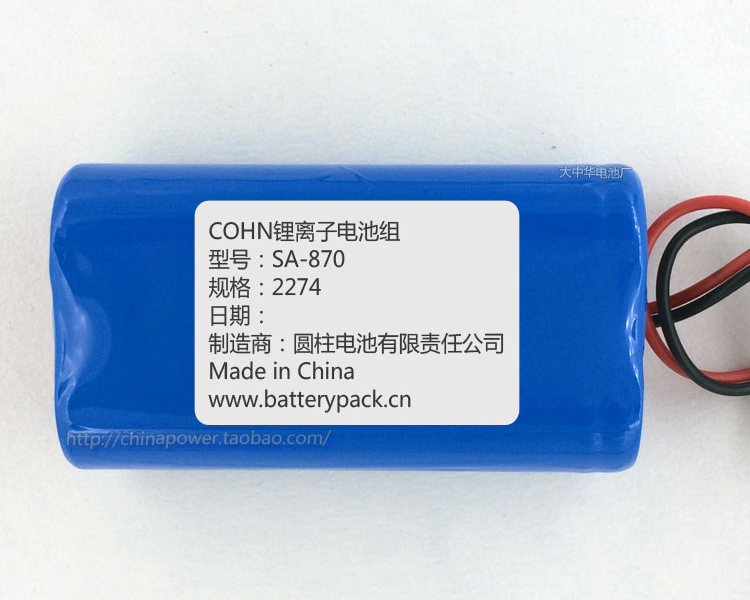 大中华电池厂
COHN锂离子电池组
型号：SA-870
规格：2274
日期：
制造商：圆柱电池有限责任公司
Made in China
www.batterypack.cn
http://chinapower.taobao.com/